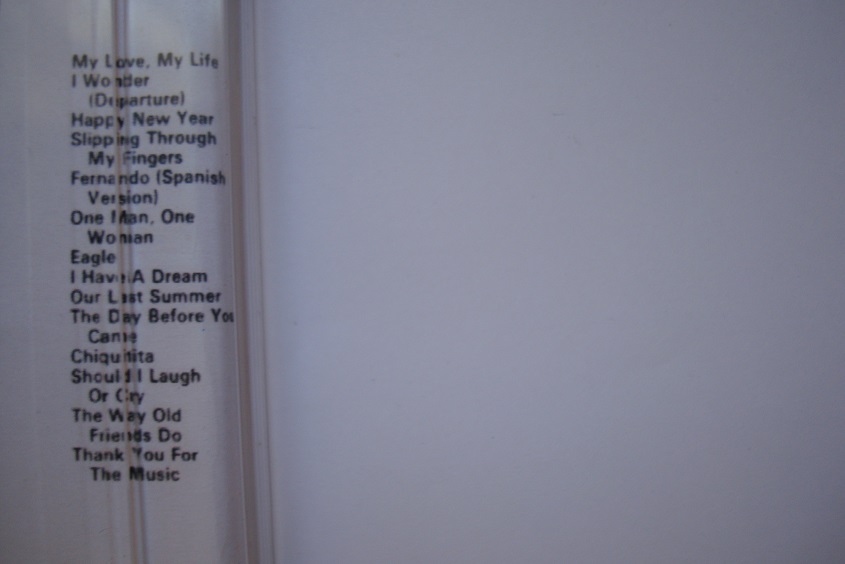 My Love, My Life
I Wonder
(Departure)
Happy New Year
Slipping Through
My Fingers
Fernando (Spanish
Version)
One Man, One
Woman
Eagle
I Have A Dream
Our Last Summer
The Day Before You
Came
Chiquitita
Should I Laugh
Or Cry
The Way Old
Friends Do
Thank You For
The Music